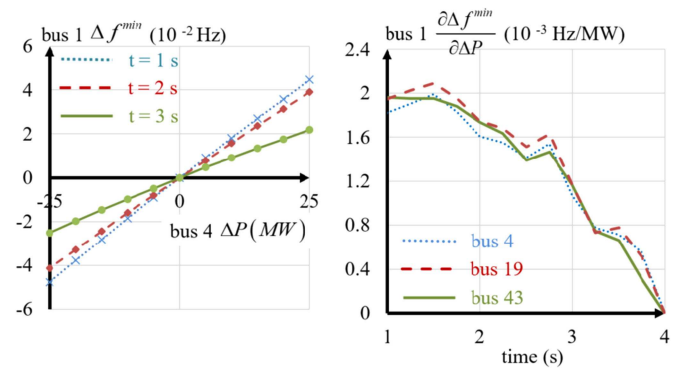 bus 1 Δf^min (10 -2 Hz)
6
t = 1 s
4
t = 2 s
2
t = 3 s
0
-25
0
25
-2
bus 4 ΔP(MW)
-4
-6
bus 1 ∂Δf^min/∂ΔP (10 -3 Hz/MW)
2.4
2
1.6
1.2
0.8
bus 4
0.4
bus 19
bus 43
0
1
2
3
4
time (s)